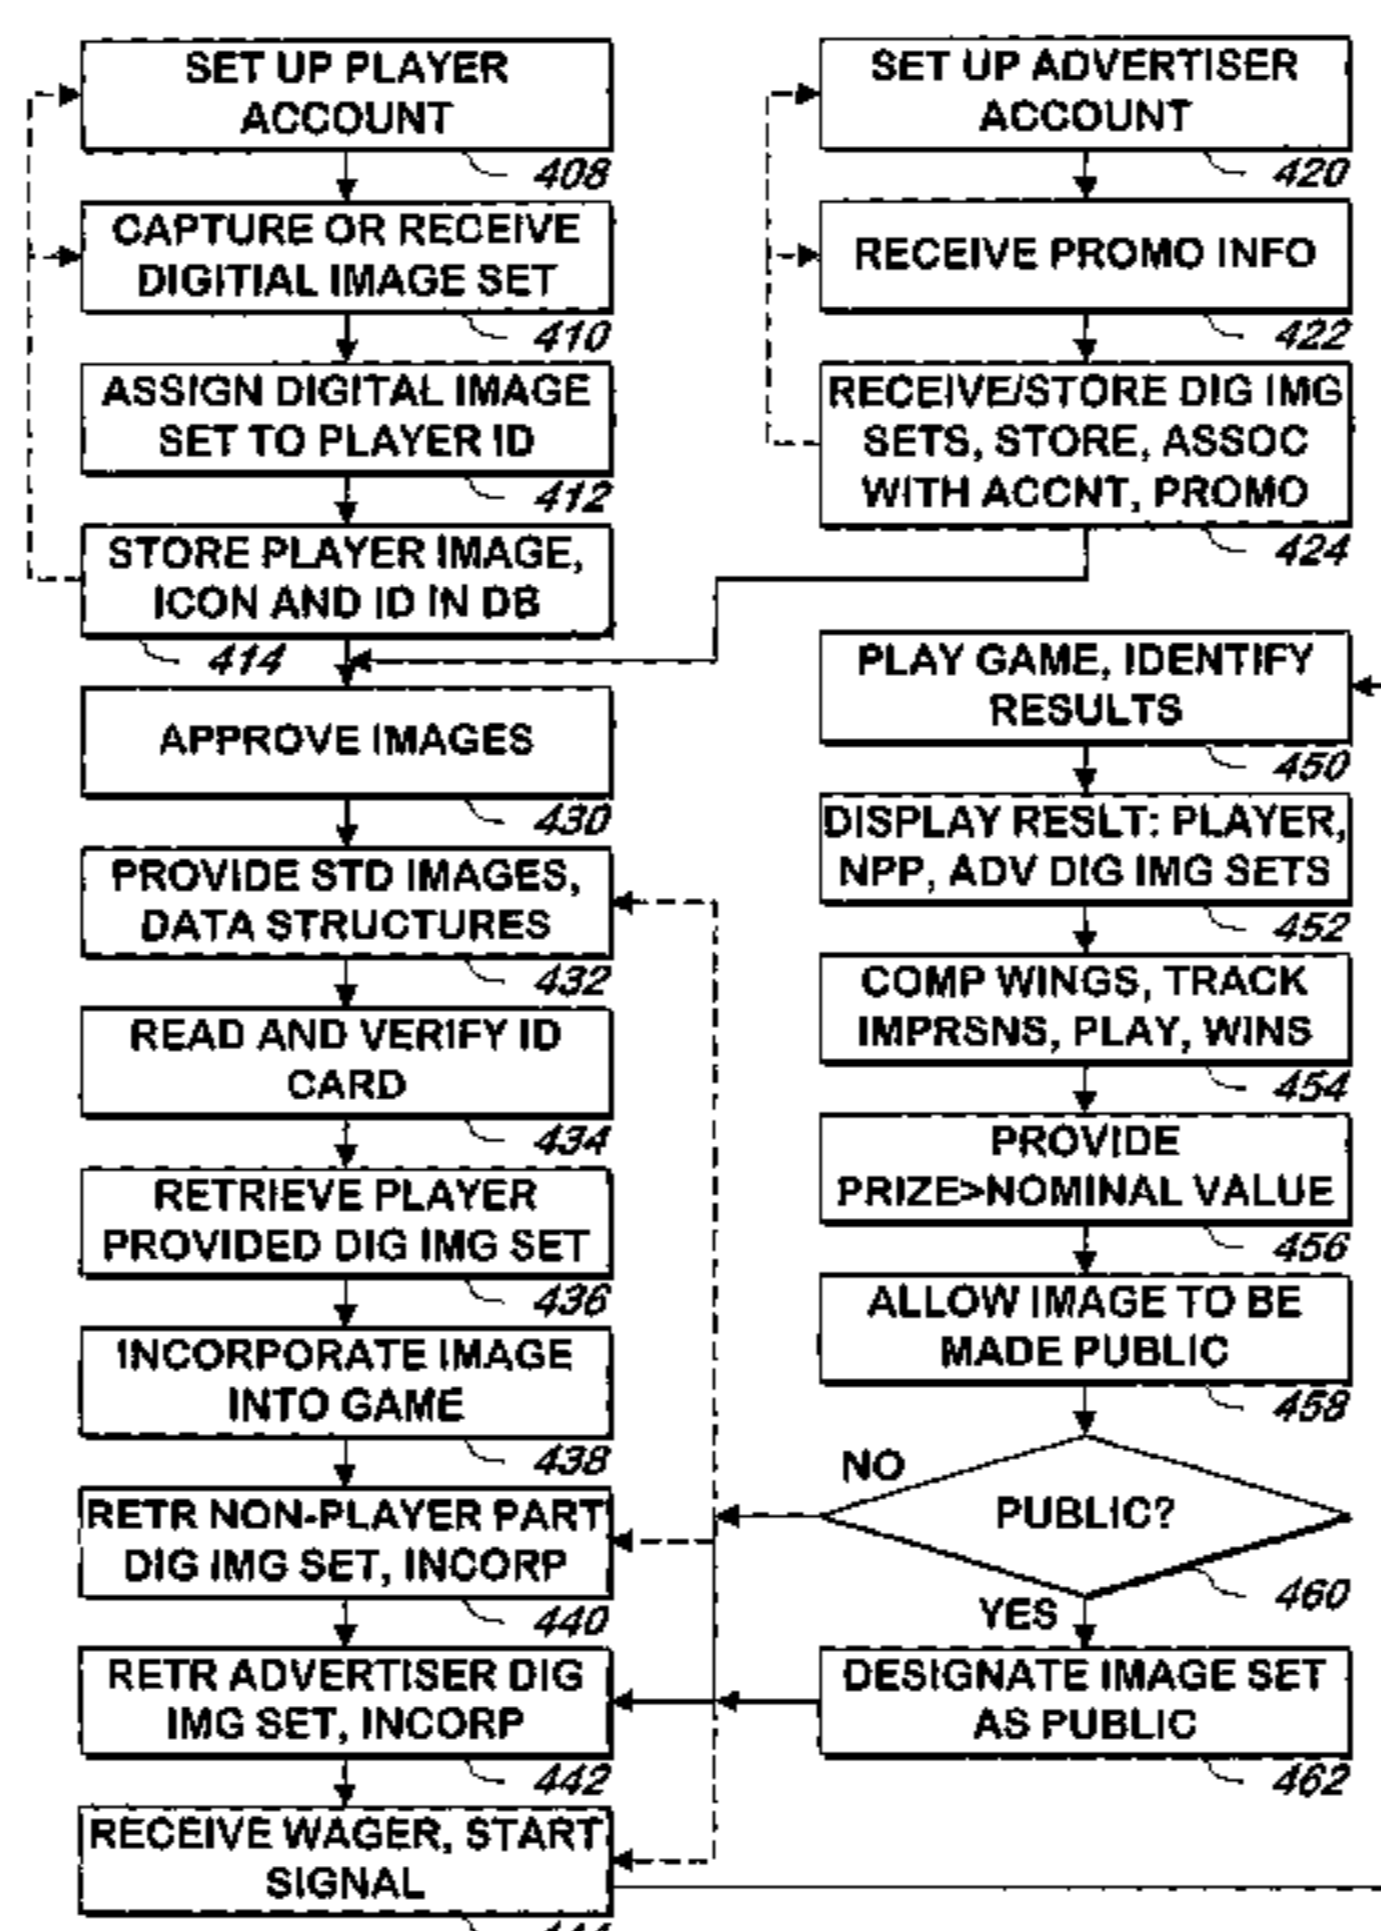 SET UP PLAYER
ACCOUNT
408
CAPTURE OR RECEIVE
DIGITIAL IMAGE SET
410
ASSIGN DIGITAL IMAGE
SET TO PLAYER ID
412
STORE PLAYER IMAGE,
ICON AND ID IN DB
414
APPROVE IMAGES
430
PROVIDE STD IMAGES,
DATA STRUCTURES
432
READ AND VERIFY ID
CARD
434
RETRIEVE PLAYER
PROVIDED DIG IMG SET
436
INCORPORATE IMAGE
INTO GAME
438
RETR NON-PLAYER PART
DIG IMG SET, INCORP
440
RETR ADVERTISER DIG
IMG SET, INCORP
442
RECEIVE WAGER, START
SIGNAL
SET UP ADVERTISER
ACCOUNT
420
RECEIVE PROMO INFO
422
RECEIVE/STORE DIG IMG
SETS, STORE, ASSOC
WITH ACCNT, PROMO
424
PLAY GAME, IDENTIFY
RESULTS
450
DISPLAY RESLT: PLAYER,
NPP, ADV DIG IMG SETS
452
COMP WINGS, TRACK
IMPRSNS, PLAY, WINS
454
PROVIDE
PRIZE>NOMINAL VALUE
456
ALLOW IMAGE TO BE
MADE PUBLIC
458
NO
PUBLIC?
460
YES
DESIGNATE IMAGE SET
AS PUBLIC
462